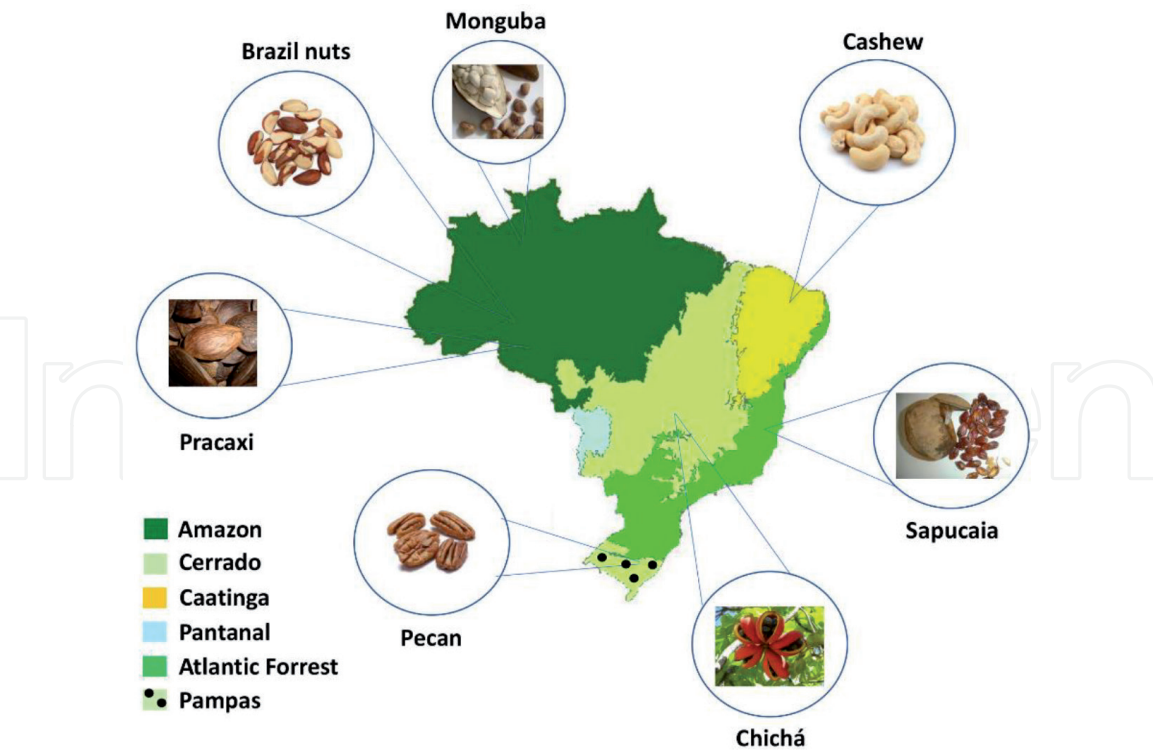 Monguba
Brazil nuts
Cashew
Pracaxi
Sapucaia
Pecan
Chichá
Amazon
Cerrado
Caatinga
Pantanal
Atlantic Forrest
Pampas